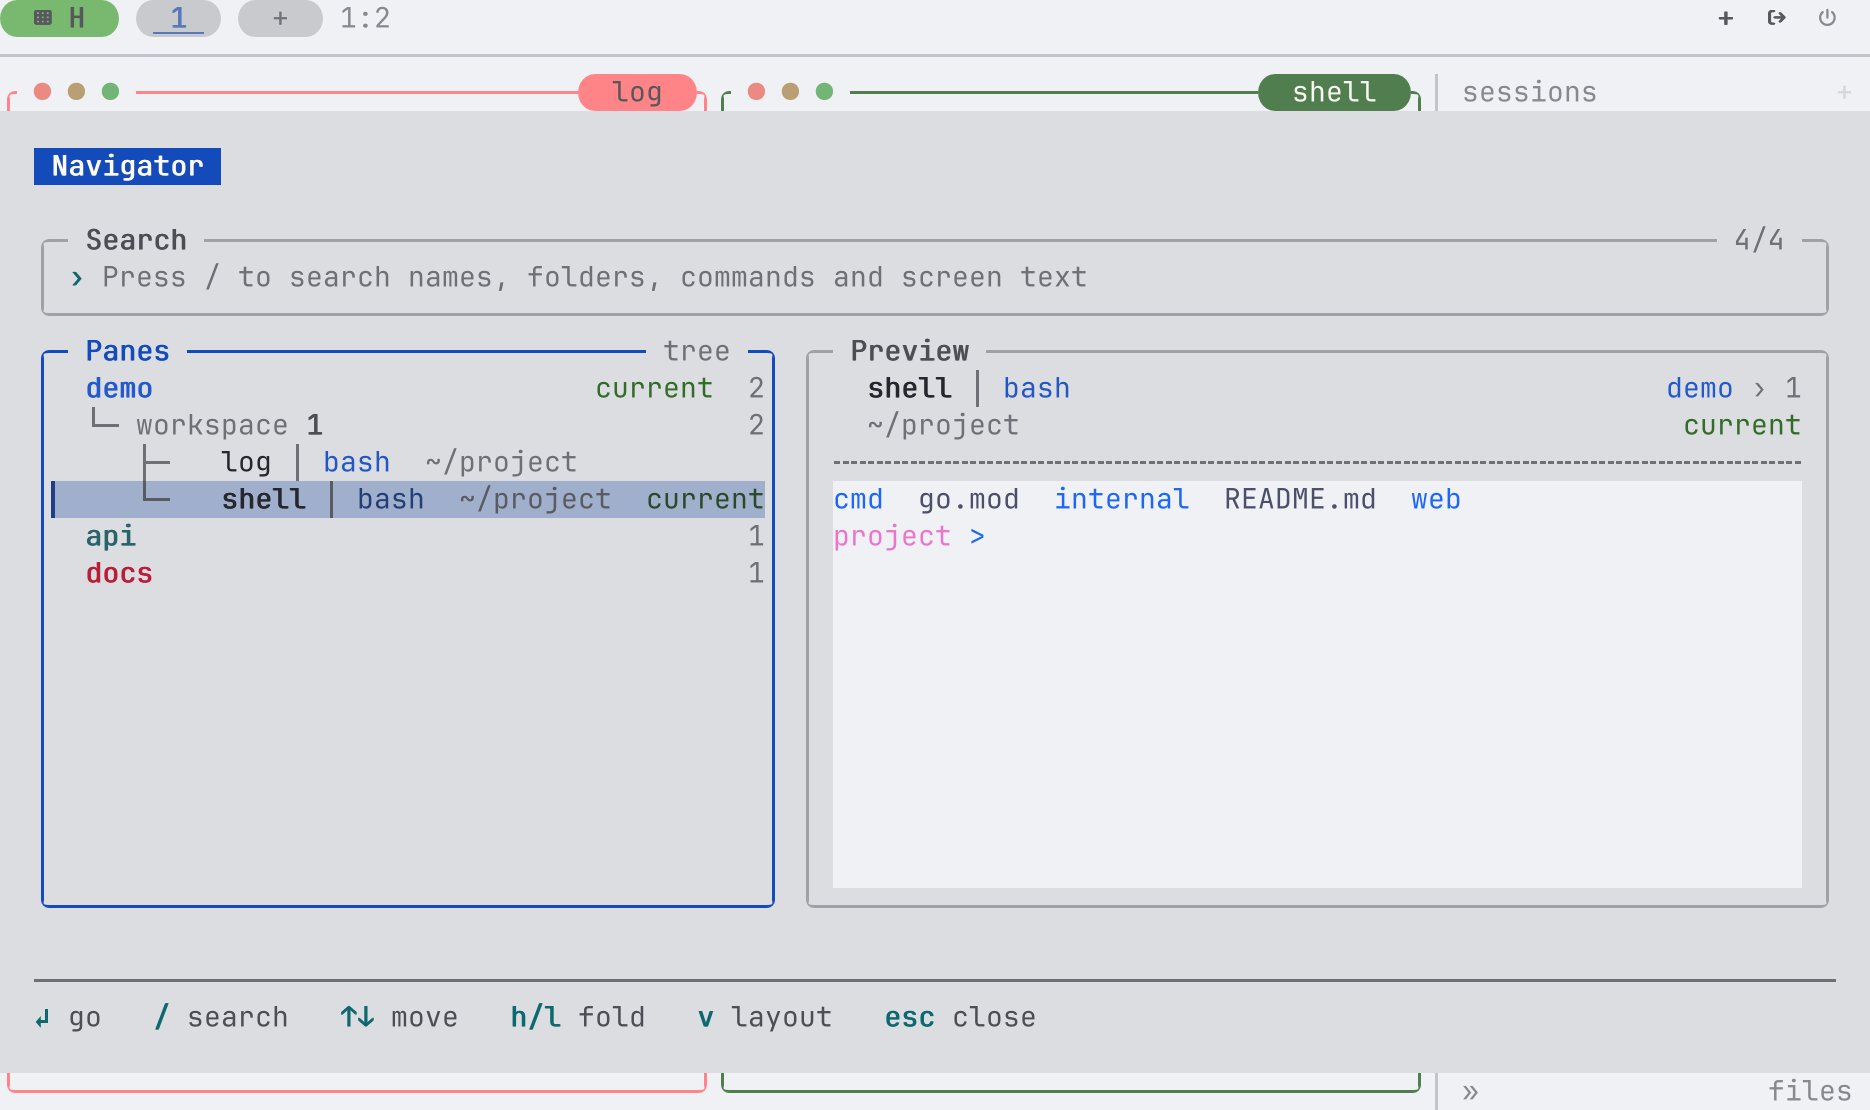 H 1 + 1:2 +
log shell sessions +
Navigator
Search 4/4
› Press / to search names, folders, commands and screen text
Panes tree Preview
demo current 2 shell │ bash demo › 1
workspace 1 2 ~/project current
log │ bash ~/project
shell │ bash ~/project current cmd go.mod internal README.md web
api 1 project >
docs 1
↲ go / search ↑↓ move h/l fold v layout esc close
» files